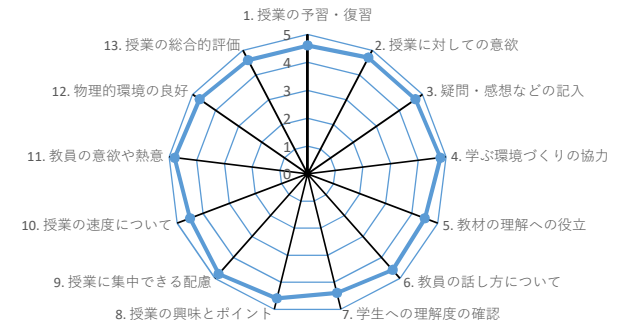 1. 授業の予習・復習
2. 授業に対しての意欲
3. 疑問・感想などの記入
4. 学ぶ環境づくりの協力
5. 教材の理解への役立
6. 教員の話し方について
7. 学生への理解度の確認
8. 授業の興味とポイント
9. 授業に集中できる配慮
10. 授業の速度について
11. 教員の意欲や熱意
12. 物理的環境の良好
13. 授業の総合的評価
5
4
3
2
1
0